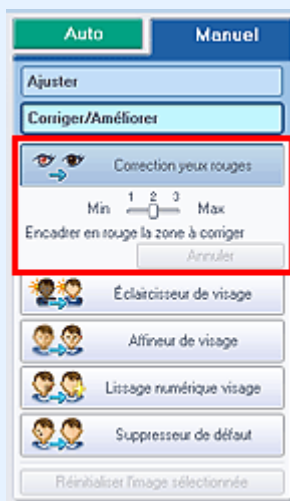 Auto Manuel
Ajuster
Corriger/Améliorer
Correction yeux rouges
1 2 3
Min Max
Encadrer en rouge la zone à corriger
Annuler
Éclaircisseur de visage
Affineur de visage
Lissage numérique visage
Suppresseur de défaut
Réinitialiser l'image sélectionnée